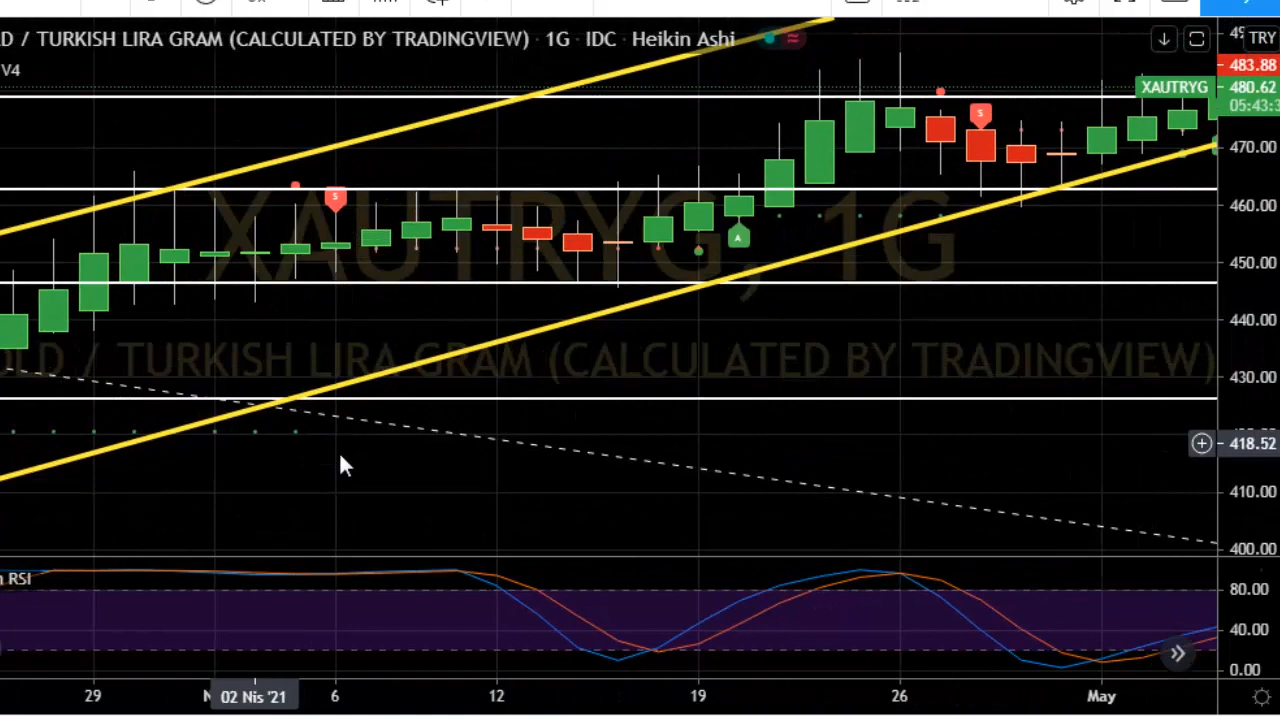 D / TURKISH LIRA GRAM (CALCULATED BY TRADINGVIEW) · 1G · IDC · Heikin Ashi
TRY
V4
483.88
XAUTRYG 480.62
05:43:3
470.00
460.00
450.00
440.00
430.00
418.52
410.00
400.00
S
S
A
XAUTRYG, 1G
OLD / TURKISH LIRA GRAM (CALCULATED BY TRADINGVIEW)
RSI
80.00
40.00
0.00
29
02 Nis '21
6
12
19
26
May